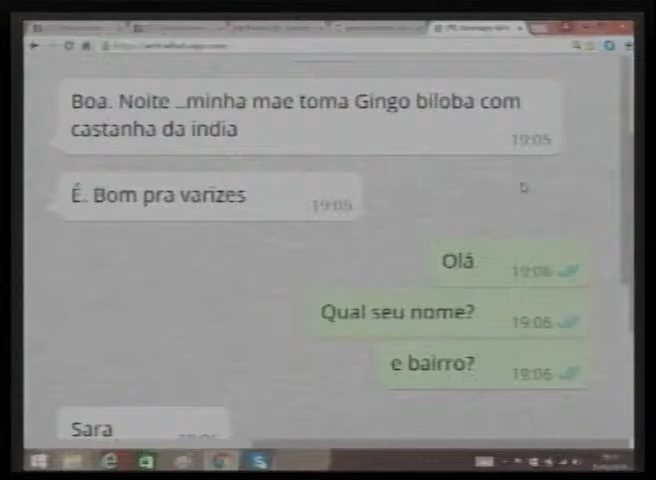 Boa. Noite ...minha mae toma Gingo biloba com
castanha da india
19:05
É. Bom pra varizes
19:05
Olá
19:06
Qual seu nome?
19:06
e bairro?
19:06
Sara